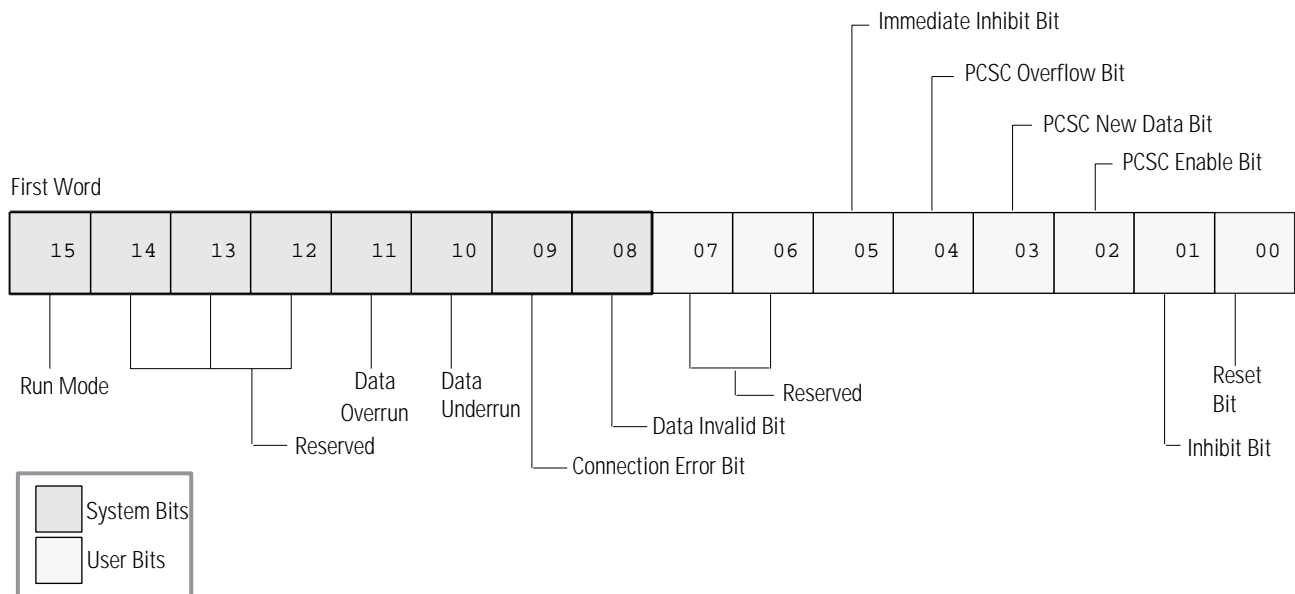 Immediate Inhibit Bit
PCSC Overflow Bit
PCSC New Data Bit
PCSC Enable Bit
First Word
15 14 13 12 11 10 09 08 07 06 05 04 03 02 01 00
Run Mode
Data
Overrun
Data
Underrun
Reserved
Reset
Bit
Reserved
Data Invalid Bit
Inhibit Bit
Connection Error Bit
System Bits
User Bits